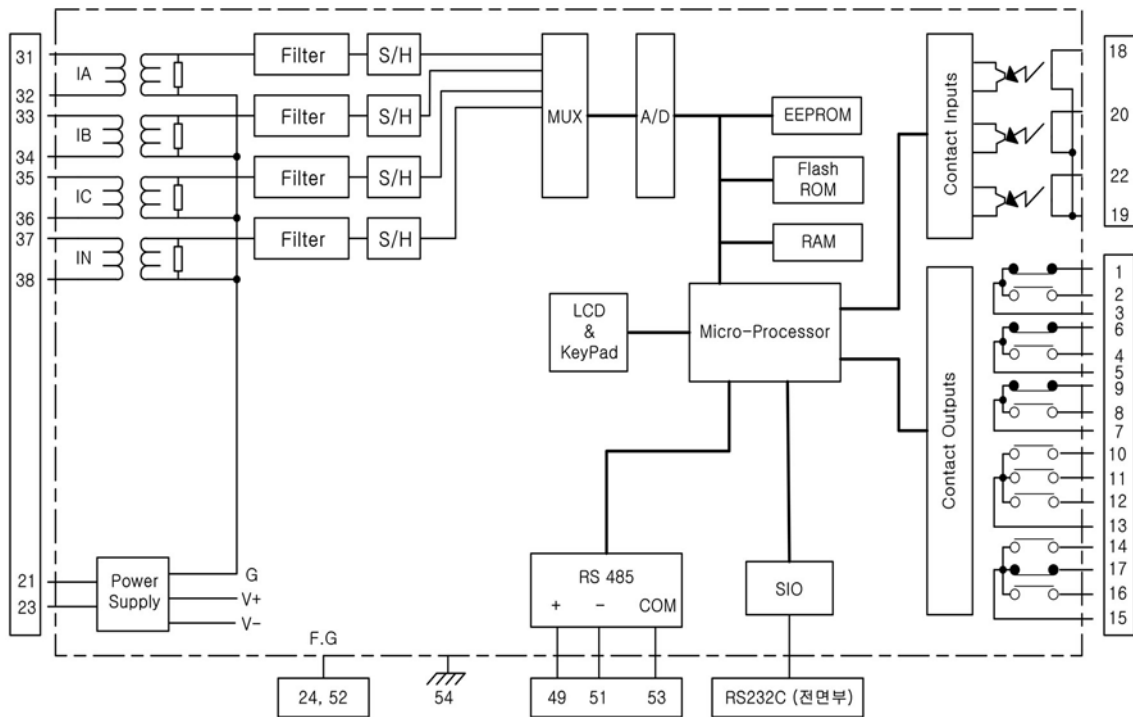 31
IA
32
33
IB
34
35
IC
36
37
IN
38
Filter
S/H
Filter
S/H
Filter
S/H
Filter
S/H
MUX
A/D
EEPROM
Flash
ROM
RAM
LCD
&
KeyPad
Micro-Processor
Contact Inputs
18
20
22
19
Contact Outputs
1
2
3
6
4
5
9
8
7
10
11
12
13
14
17
16
15
21
23
Power
Supply
G
V+
V-
F.G
24, 52
54
RS 485
+ - COM
49 51 53
SIO
RS232C (전면부)